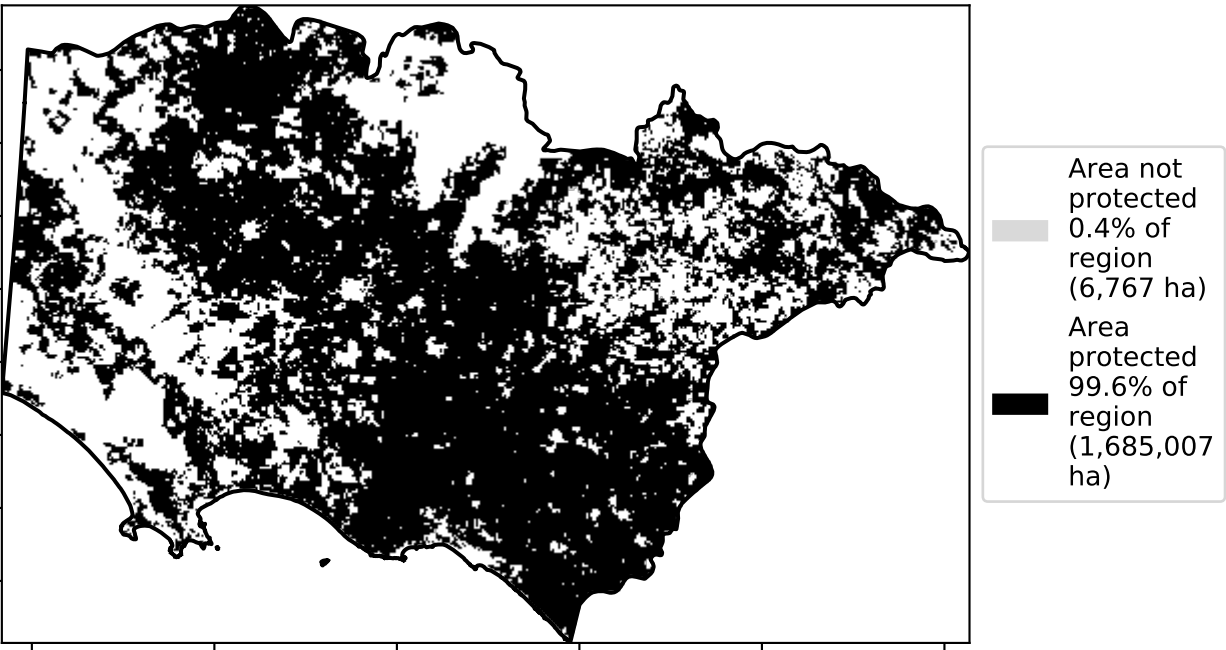 Area not
protected
0.4% of
region
(6,767 ha)
Area
protected
99.6% of
region
(1,685,007
ha)